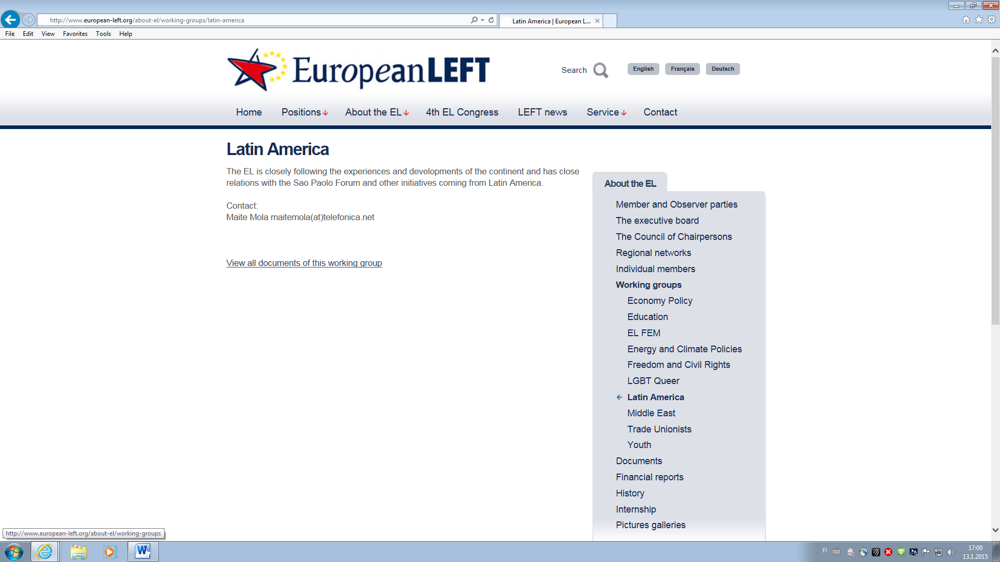 http://www.european-left.org/about-el/working-groups/latin-america
Latin America | European L...
File Edit View Favorites Tools Help
EuropeanLEFT
Search
English Français Deutsch
Home Positions About the EL 4th EL Congress LEFT news Service Contact
Latin America
The EL is closely following the experiences and developments of the continent and has close
relations with the Sao Paolo Forum and other initiatives coming from Latin America.
Contact:
Maite Mola maitemola(at)telefonica.net
View all documents of this working group
About the EL
Member and Observer parties
The executive board
The Council of Chairpersons
Regional networks
Individual members
Working groups
Economy Policy
Education
EL FEM
Energy and Climate Policies
Freedom and Civil Rights
LGBT Queer
Latin America
Middle East
Trade Unionists
Youth
Documents
Financial reports
History
Internship
Pictures galleries
http://www.european-left.org/about-el/working-groups
FI
17:00
13.1.2015